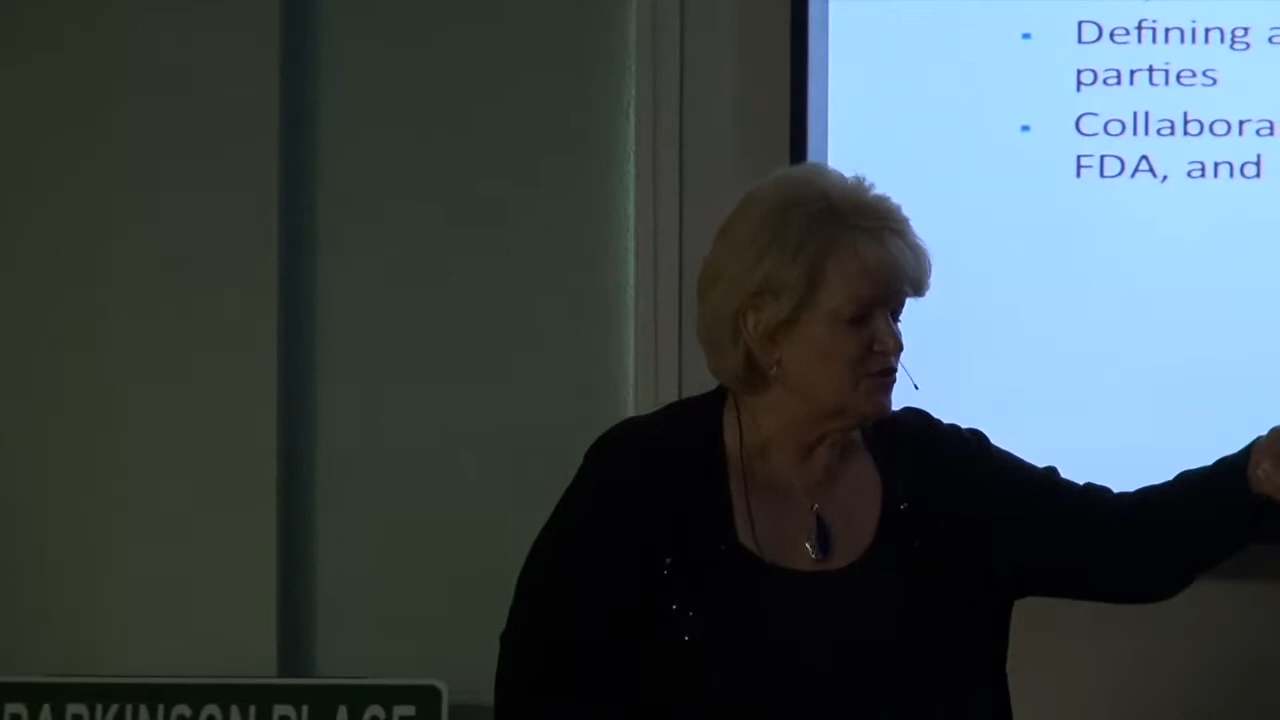 Defining a
parties
Collabora
FDA, and
PARKINSON PLACE